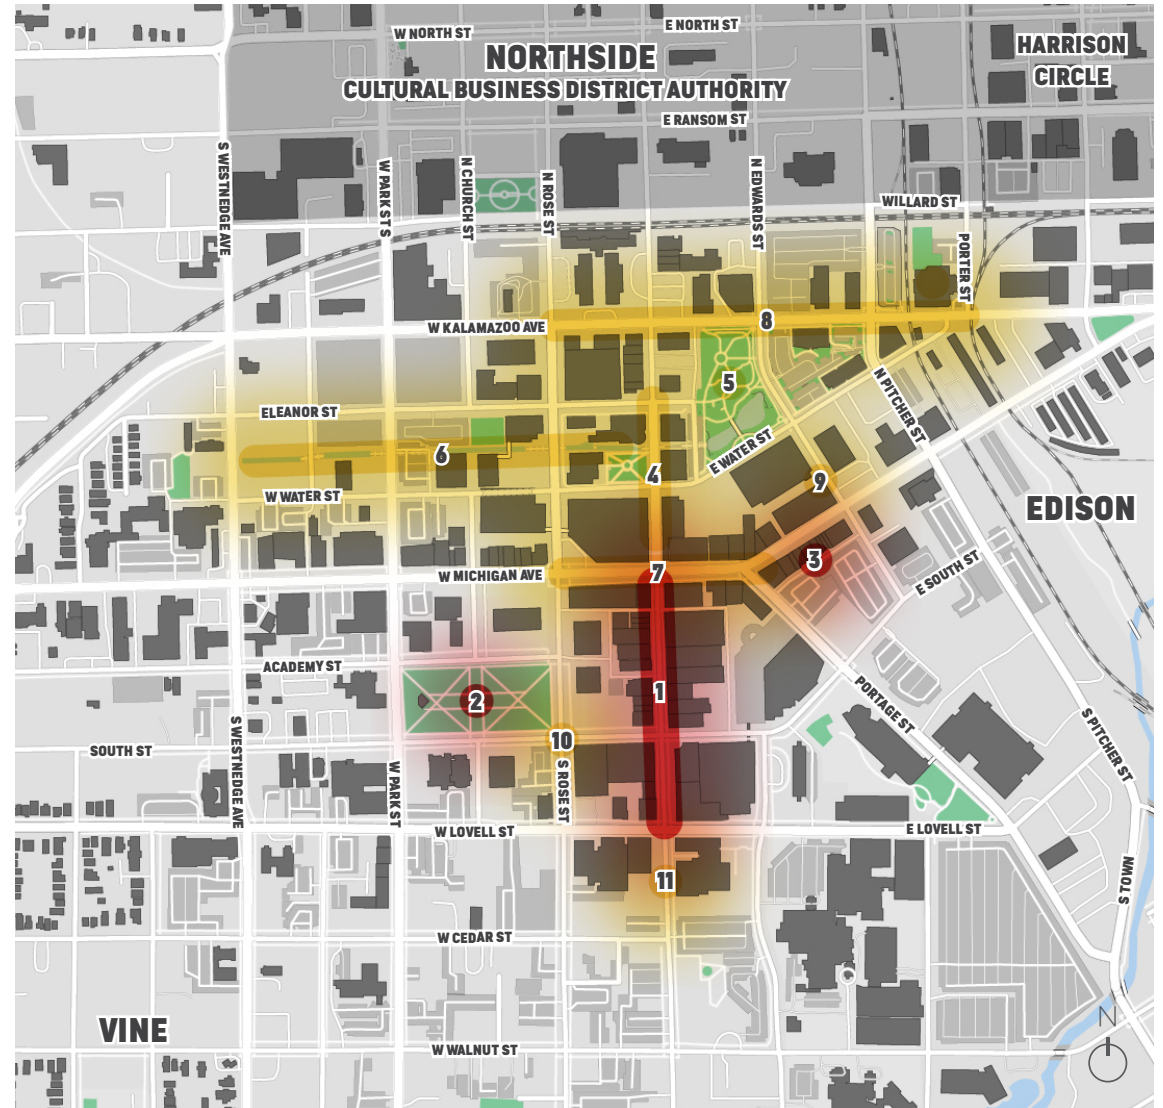 W NORTH ST
E NORTH ST
NORTHSIDE
CULTURAL BUSINESS DISTRICT AUTHORITY
HARRISON
CIRCLE
E RANSOM ST
S WESTNEDGE AVE
W PARK ST S
N CHURCH ST
N ROSE ST
N EDWARDS ST
WILLARD ST
PORTER ST
W KALAMAZOO AVE
8
5
N PITCHER ST
ELEANOR ST
6
E WATER ST
4
9
W WATER ST
EDISON
3
W MICHIGAN AVE
7
E SOUTH ST
ACADEMY ST
2
1
PORTAGE ST
S PITCHER ST
SOUTH ST
S WESTNEDGE AVE
10
W PARK ST
S ROSE ST
W LOVELL ST
E LOVELL ST
11
S TOWN
W CEDAR ST
VINE
N
W WALNUT ST